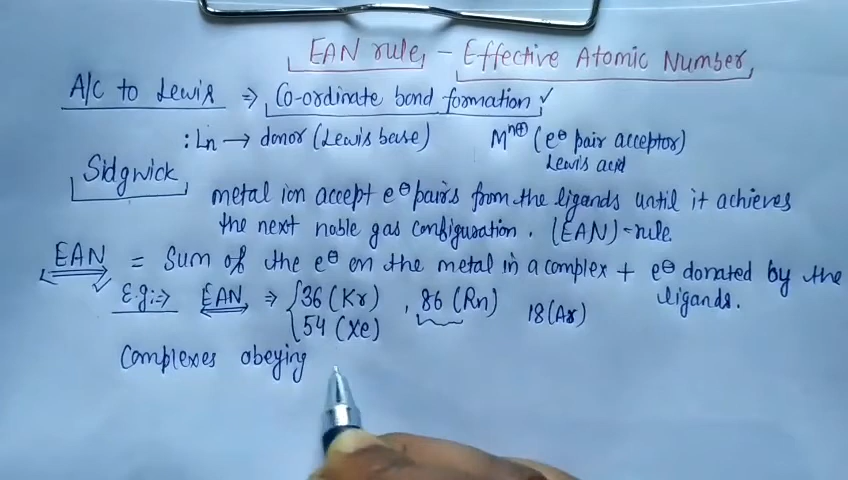 EAN rule, - Effective Atomic Number,
A/C to Lewis ⇒ Co-ordinate bond formation ✓
:Ln → donor (Lewis base) Mⁿ⊕ (e⊖ pair acceptor)
Lewis acid
Sidgwick
metal ion accept e⊖ pairs from the ligands until it achieves
the next noble gas configuration. (EAN)-rule
EAN = Sum of the e⊖ on the metal in a complex + e⊖ donated by the
ligands.
E.g:⇒ EAN ⇒ {36 (Kr) , 86 (Rn) 18 (Ar)
54 (Xe)
Complexes obeying